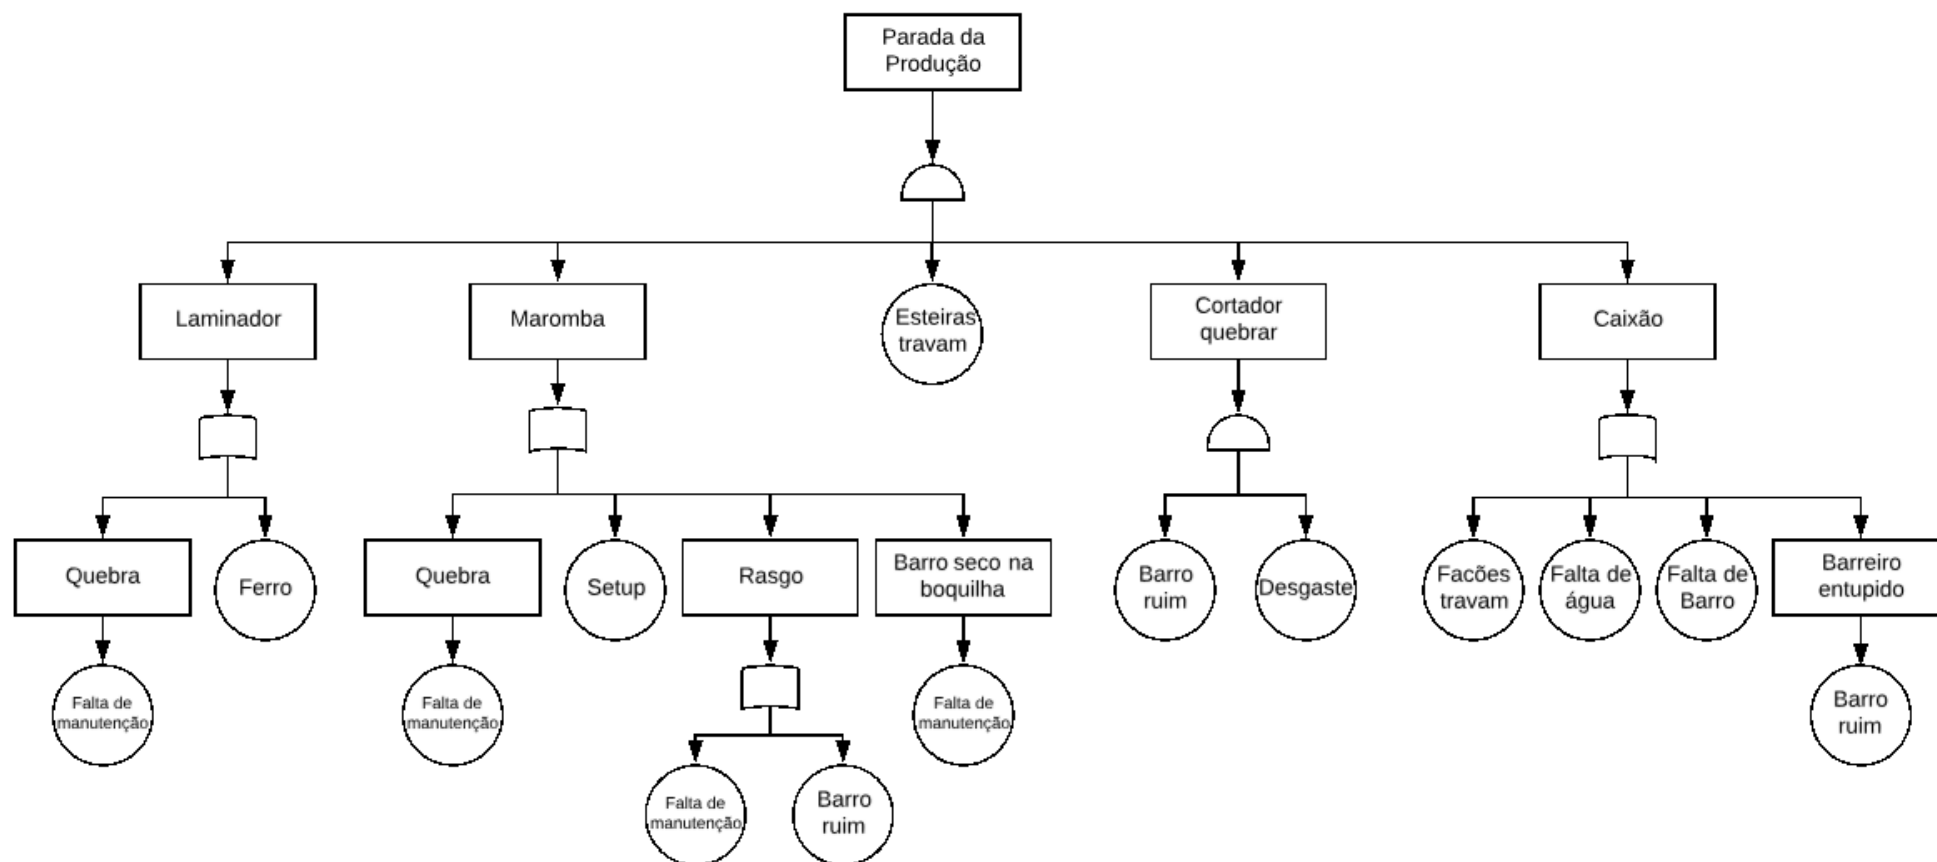 Parada da
Produção
Laminador
Maromba
Esteiras
travam
Cortador
quebrar
Caixão
Quebra
Ferro
Quebra
Setup
Rasgo
Barro seco na
boquilha
Barro
ruim
Desgaste
Facões
travam
Falta de
água
Falta de
Barro
Barreiro
entupido
Falta de
manutenção
Falta de
manutenção
Falta de
manutenção
Barro
ruim
Falta de
manutenção
Barro
ruim